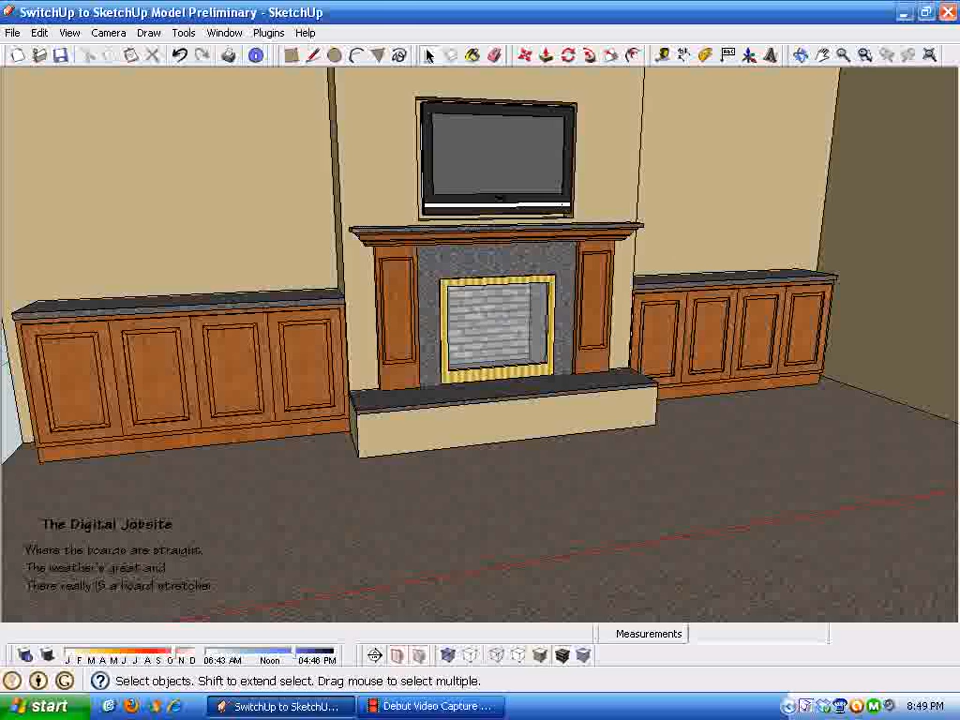 SwitchUp to SketchUp Model Preliminary - SketchUp
File Edit View Camera Draw Tools Window Plugins Help
The Digital Jobsite
Where the boards are straight,
The weather's great and
There really IS a board stretcher
Measurements
J F M A M J J A S O N D 06:43 AM Noon 04:46 PM
Select objects. Shift to extend select. Drag mouse to select multiple.
start SwitchUp to SketchU... Debut Video Capture ... 8:49 PM